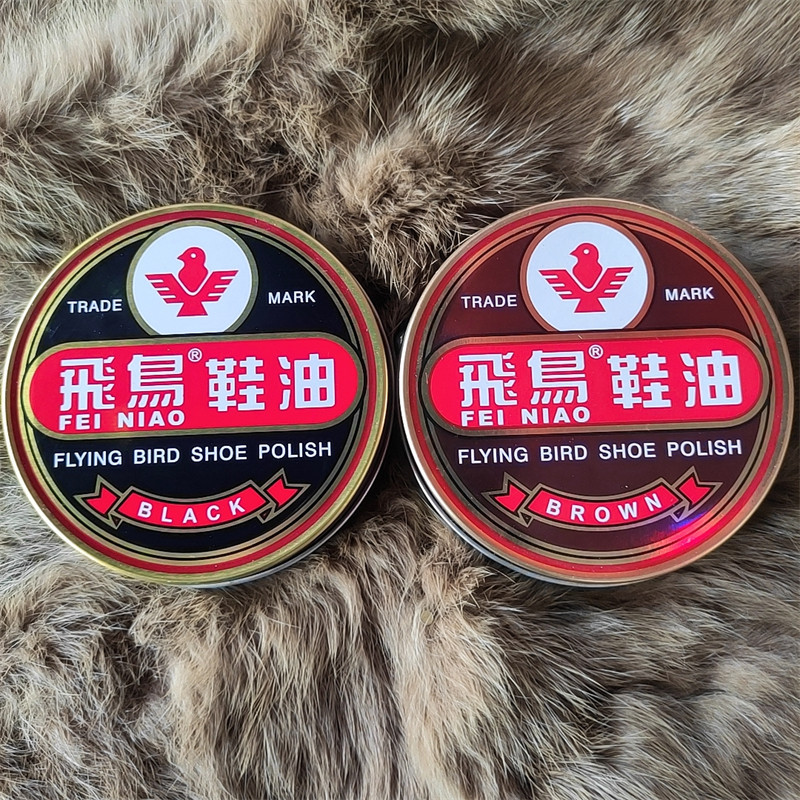 TRADE MARK
飛鳥® 鞋油
FEI NIAO
FLYING BIRD SHOE POLISH
BLACK
TRADE MARK
飛鳥® 鞋油
FEI NIAO
FLYING BIRD SHOE POLISH
BROWN